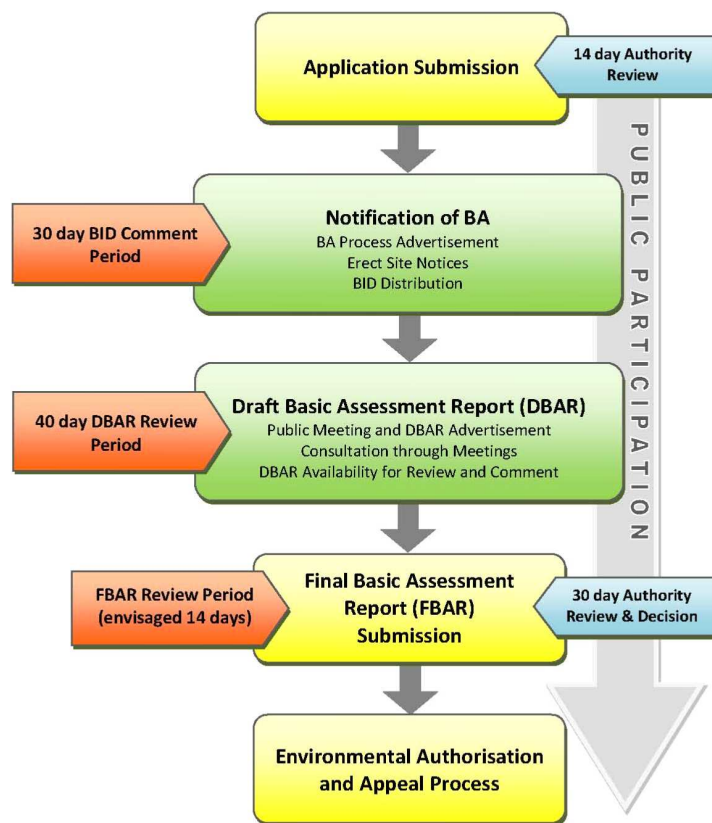 Application Submission
14 day Authority
Review
PUBLIC PARTICIPATION
30 day BID Comment
Period
Notification of BA
BA Process Advertisement
Erect Site Notices
BID Distribution
40 day DBAR Review
Period
Draft Basic Assessment Report (DBAR)
Public Meeting and DBAR Advertisement
Consultation through Meetings
DBAR Availability for Review and Comment
FBAR Review Period
(envisaged 14 days)
Final Basic Assessment
Report (FBAR)
Submission
30 day Authority
Review & Decision
Environmental Authorisation
and Appeal Process